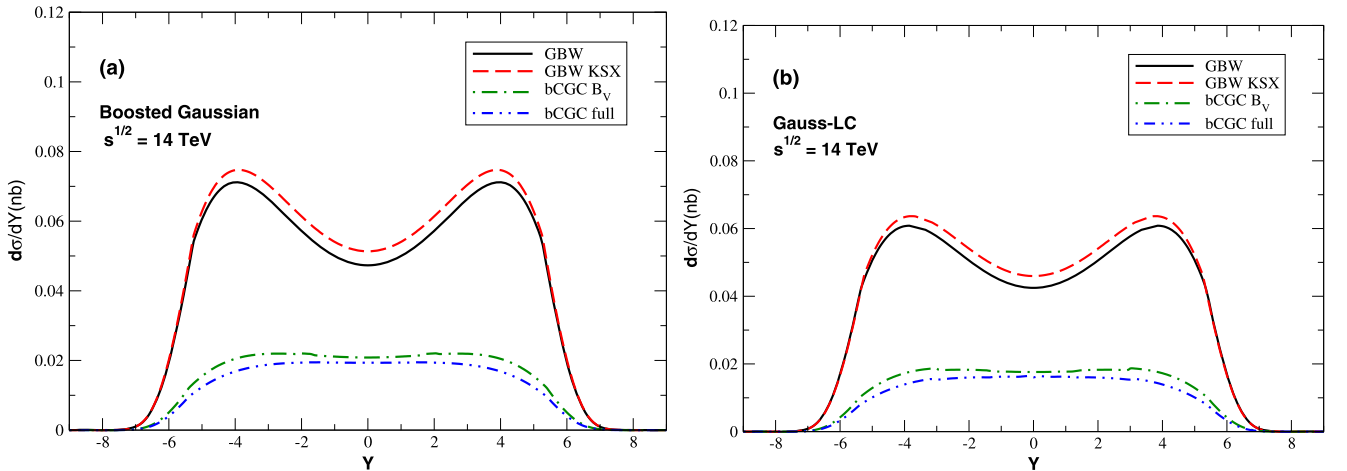 0.12
0.1
0.08
0.06
0.04
0.02
0
dσ/dY(nb)
(a)
Boosted Gaussian
s^1/2 = 14 TeV
GBW
GBW KSX
bCGC B_V
bCGC full
-8 -6 -4 -2 0 2 4 6 8
Y
0.12
0.1
0.08
0.06
0.04
0.02
0
dσ/dY(nb)
(b)
Gauss-LC
s^1/2 = 14 TeV
GBW
GBW KSX
bCGC B_V
bCGC full
-8 -6 -4 -2 0 2 4 6 8
Y